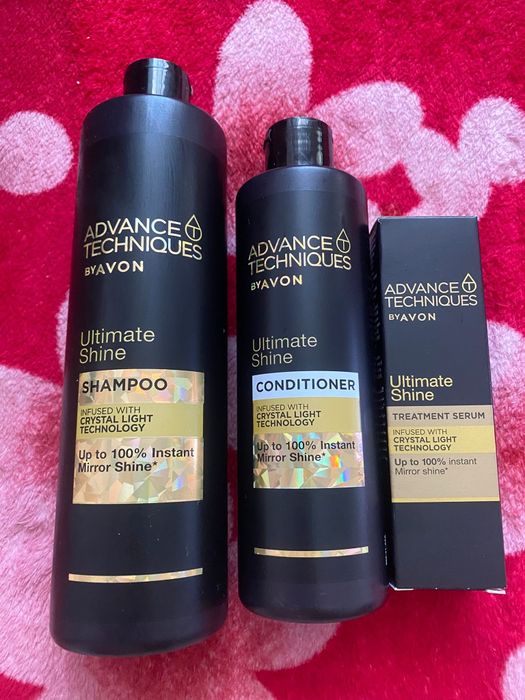 ADVANCE
TECHNIQUES
BY AVON
Ultimate
Shine
SHAMPOO
INFUSED WITH
CRYSTAL LIGHT
TECHNOLOGY
Up to 100% Instant
Mirror Shine*
ADVANCE T
TECHNIQUES
BY AVON
Ultimate
Shine
CONDITIONER
INFUSED WITH
CRYSTAL LIGHT
TECHNOLOGY
Up to 100% Instant
Mirror Shine*
ADVANCE T
TECHNIQUES
BY AVON
Ultimate
Shine
TREATMENT SERUM
INFUSED WITH
CRYSTAL LIGHT
TECHNOLOGY
Up to 100% instant
Mirror shine*